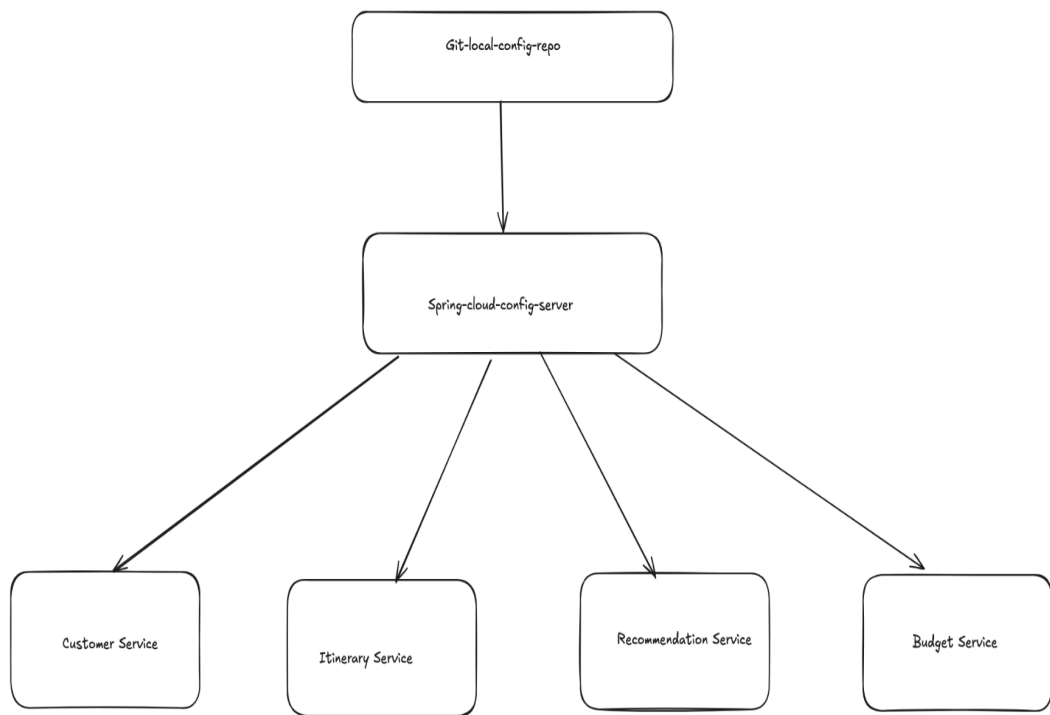 Git-local-config-repo
Spring-cloud-config-server
Customer Service
Itinerary Service
Recommendation Service
Budget Service